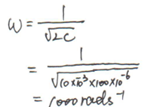 ω = 1/√LC
= 1/√10×10⁻³×100×10⁻⁶
= 1000 rads⁻¹